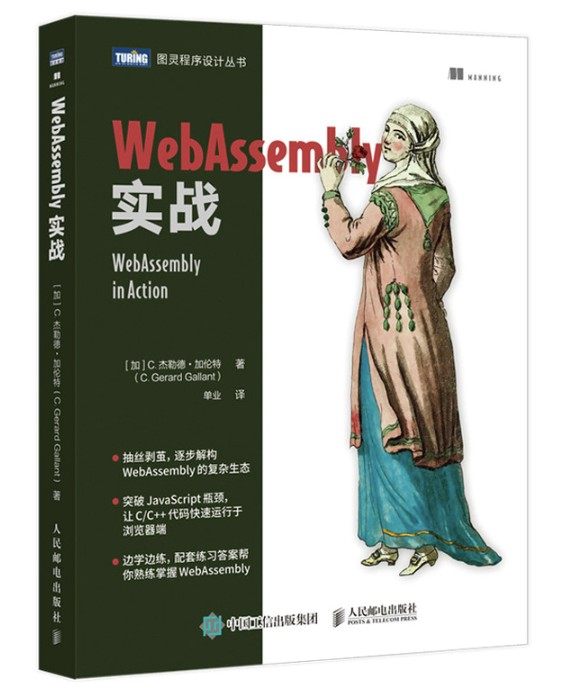 TURING
图灵程序设计丛书
MANNING
WebAssembly
实战
WebAssembly
in Action
[加] C. 杰勒德·加伦特 著
(C. Gerard Gallant)
单业 译
抽丝剥茧，逐步解构
WebAssembly 的复杂生态
突破 JavaScript 瓶颈，
让 C/C++ 代码快速运行于
浏览器端
边学边练，配套练习答案帮
你熟练掌握 WebAssembly
中国工信出版集团
人民邮电出版社
POSTS & TELECOM PRESS
TURING
MANNING
WebAssembly 实战
[加] C. 杰勒德·加伦特 (C. Gerard Gallant) 著
人民邮电出版社